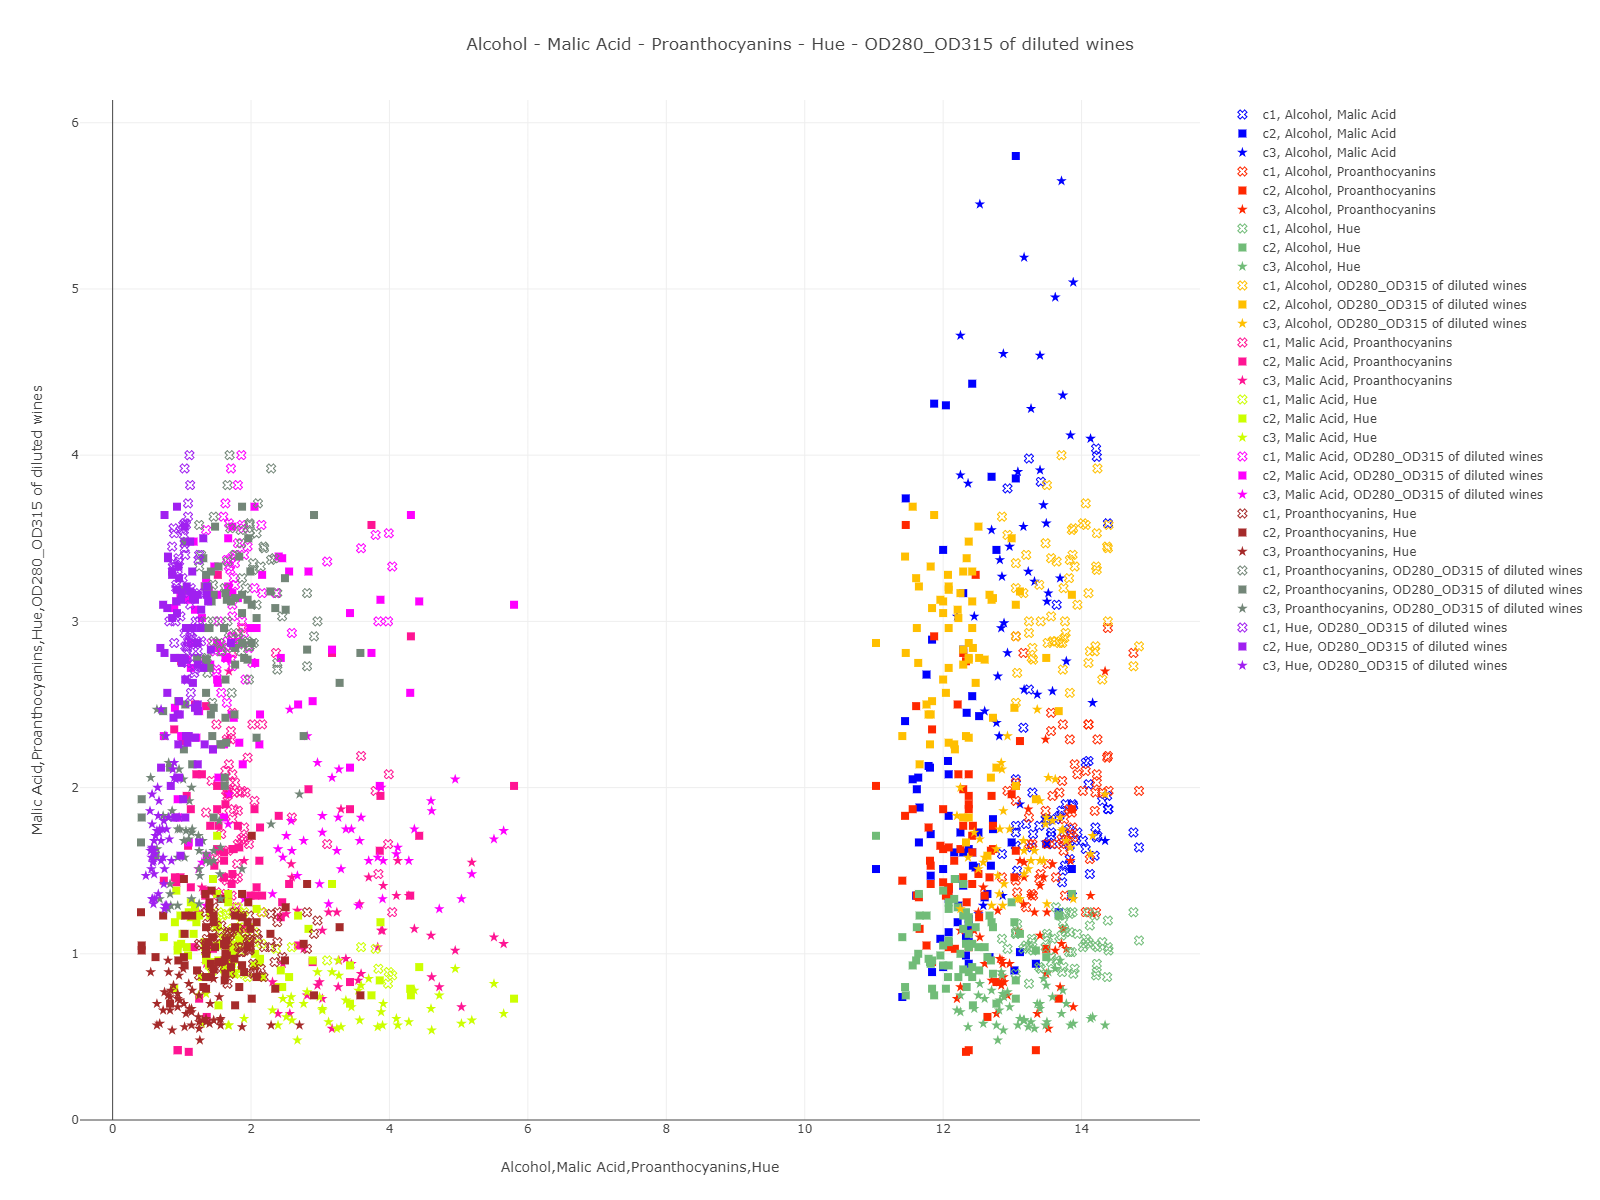 Alcohol - Malic Acid - Proanthocyanins - Hue - OD280_OD315 of diluted wines
c1, Alcohol, Malic Acid
c2, Alcohol, Malic Acid
c3, Alcohol, Malic Acid
c1, Alcohol, Proanthocyanins
c2, Alcohol, Proanthocyanins
c3, Alcohol, Proanthocyanins
c1, Alcohol, Hue
c2, Alcohol, Hue
c3, Alcohol, Hue
c1, Alcohol, OD280_OD315 of diluted wines
c2, Alcohol, OD280_OD315 of diluted wines
c3, Alcohol, OD280_OD315 of diluted wines
c1, Malic Acid, Proanthocyanins
c2, Malic Acid, Proanthocyanins
c3, Malic Acid, Proanthocyanins
c1, Malic Acid, Hue
c2, Malic Acid, Hue
c3, Malic Acid, Hue
c1, Malic Acid, OD280_OD315 of diluted wines
c2, Malic Acid, OD280_OD315 of diluted wines
c3, Malic Acid, OD280_OD315 of diluted wines
c1, Proanthocyanins, Hue
c2, Proanthocyanins, Hue
c3, Proanthocyanins, Hue
c1, Proanthocyanins, OD280_OD315 of diluted wines
c2, Proanthocyanins, OD280_OD315 of diluted wines
c3, Proanthocyanins, OD280_OD315 of diluted wines
c1, Hue, OD280_OD315 of diluted wines
c2, Hue, OD280_OD315 of diluted wines
c3, Hue, OD280_OD315 of diluted wines
Malic Acid,Proanthocyanins,Hue,OD280_OD315 of diluted wines
6
5
4
3
2
1
0
0 2 4 6 8 10 12 14
Alcohol,Malic Acid,Proanthocyanins,Hue